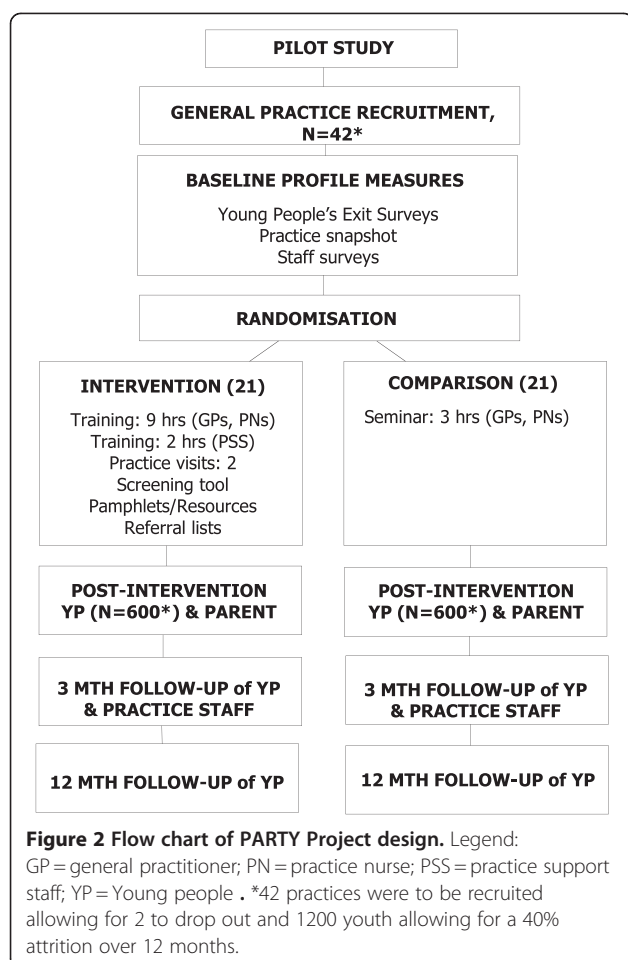 PILOT STUDY
GENERAL PRACTICE RECRUITMENT,
N=42*
BASELINE PROFILE MEASURES
Young People's Exit Surveys
Practice snapshot
Staff surveys
RANDOMISATION
INTERVENTION (21)
Training: 9 hrs (GPs, PNs)
Training: 2 hrs (PSS)
Practice visits: 2
Screening tool
Pamphlets/Resources
Referral lists
COMPARISON (21)
Seminar: 3 hrs (GPs, PNs)
POST-INTERVENTION
YP (N=600*) & PARENT
POST-INTERVENTION
YP (N=600*) & PARENT
3 MTH FOLLOW-UP of YP
& PRACTICE STAFF
3 MTH FOLLOW-UP of YP
& PRACTICE STAFF
12 MTH FOLLOW-UP of YP
12 MTH FOLLOW-UP of YP
Figure 2 Flow chart of PARTY Project design. Legend:
GP = general practitioner; PN = practice nurse; PSS = practice support
staff; YP = Young people . *42 practices were to be recruited
allowing for 2 to drop out and 1200 youth allowing for a 40%
attrition over 12 months.